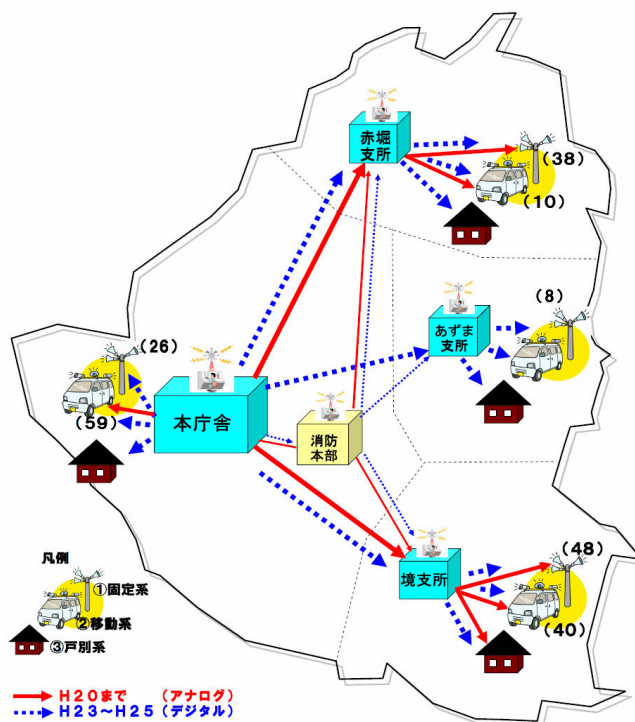 赤堀
支所
(38)
(10)
(8)
あずま
支所
(26)
(59)
本庁舎
消防
本部
境支所
(48)
(40)
凡例
①固定系
②移動系
③戸別系
H20まで （アナログ）
H23～H25（デジタル）